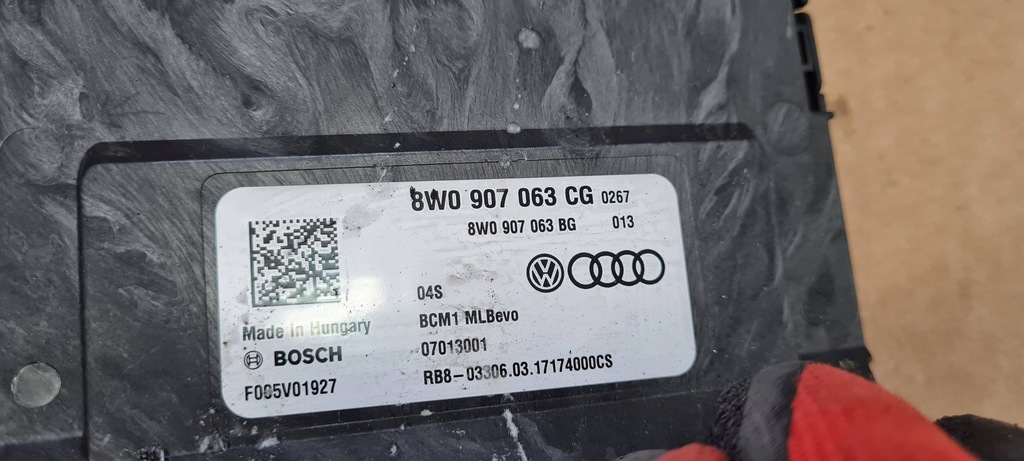 8W0 907 063 CG 0267
8W0 907 063 BG 013
04S
Made in Hungary
BCM1 MLBevo
BOSCH
07013001
F005V01927
RB8-03306.03.17174000CS